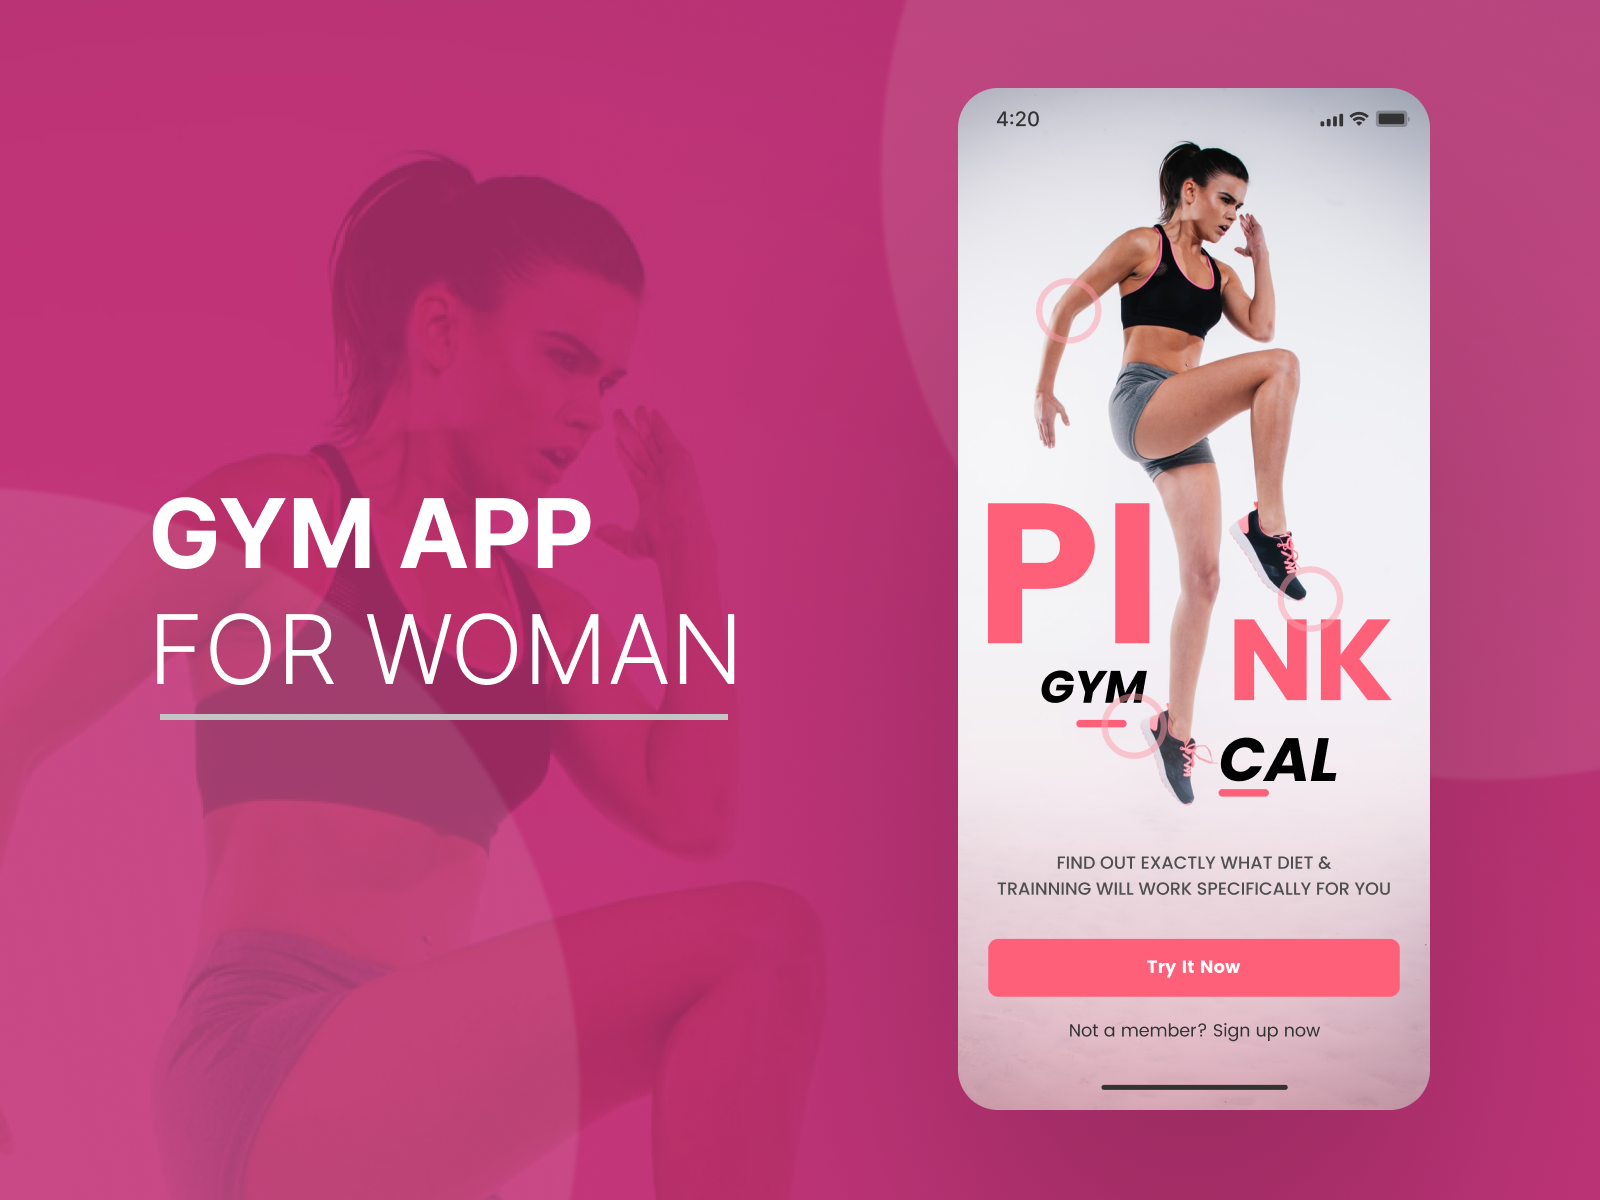 GYM APP
FOR WOMAN
4:20
PI
NK
GYM
CAL
FIND OUT EXACTLY WHAT DIET &
TRAINNING WILL WORK SPECIFICALLY FOR YOU
Try It Now
Not a member? Sign up now